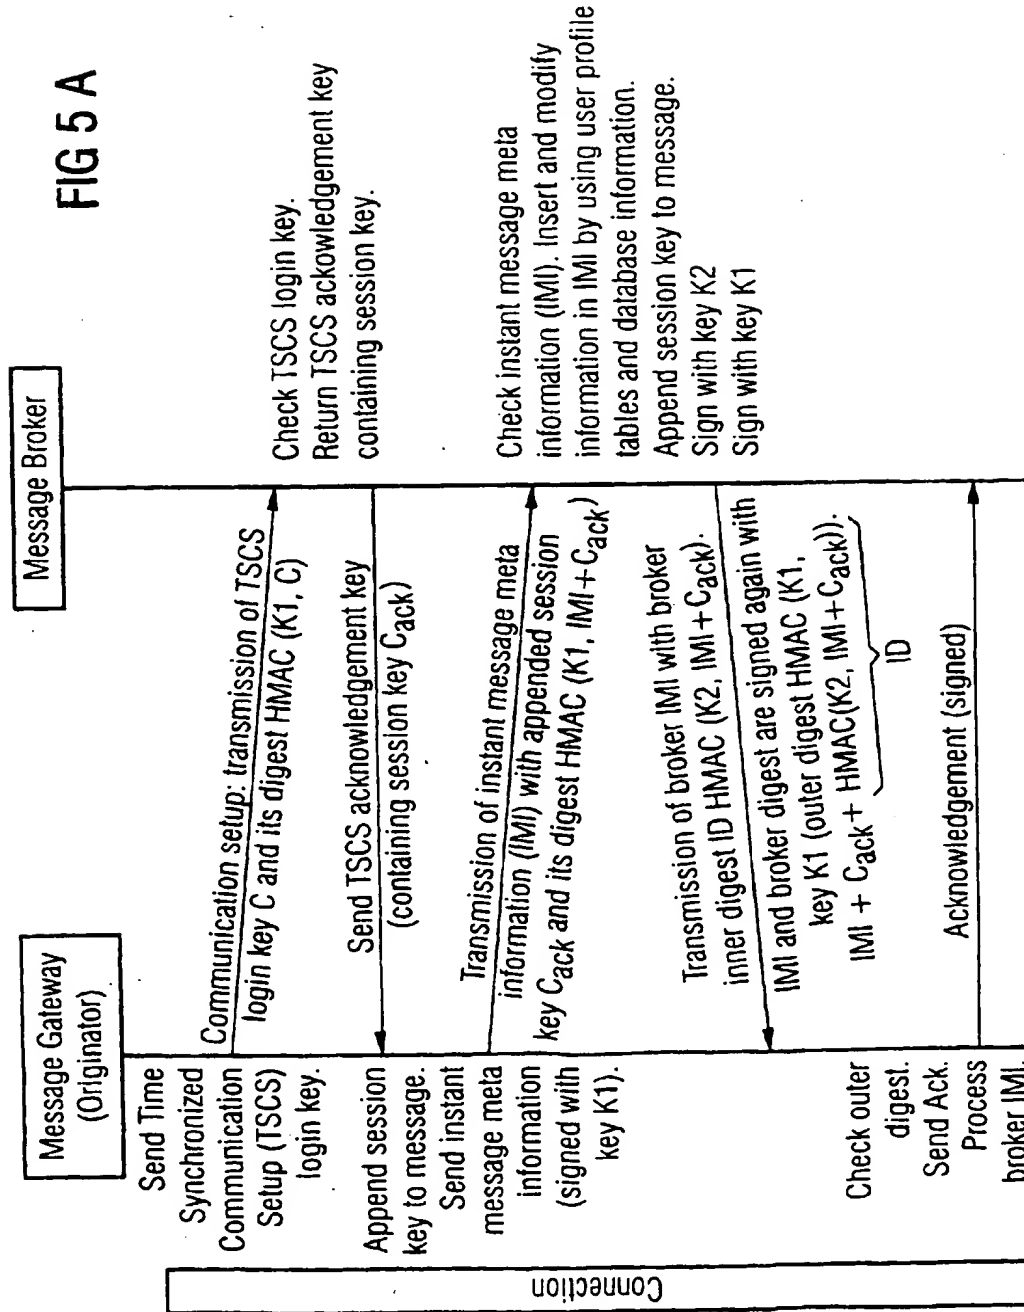 FIG 5 A
Message Gateway
(Originator)
Message Broker
Send Time
Synchronized
Communication
Setup (TSCS)
login key.
Communication setup: transmission of TSCS
login key C and its digest HMAC (K1, C)
Check TSCS login key.
Return TSCS ackowledgement key
containing session key.
Send TSCS acknowledgement key
(containing session key Cack)
Append session
key to message.
Send instant
message meta
information
(signed with
key K1).
Transmission of instant message meta
information (IMI) with appended session
key Cack and its digest HMAC (K1, IMI+Cack)
Check instant message meta
information (IMI). Insert and modify
information in IMI by using user profile
tables and database information.
Append session key to message.
Sign with key K2
Sign with key K1
Transmission of broker IMI with broker
inner digest ID HMAC (K2, IMI+Cack).
IMI and broker digest are signed again with
key K1 (outer digest HMAC (K1,
IMI + Cack + HMAC(K2, IMI+Cack)).
ID
Check outer
digest.
Send Ack.
Process
broker IMI.
Acknowledgement (signed)
Connection